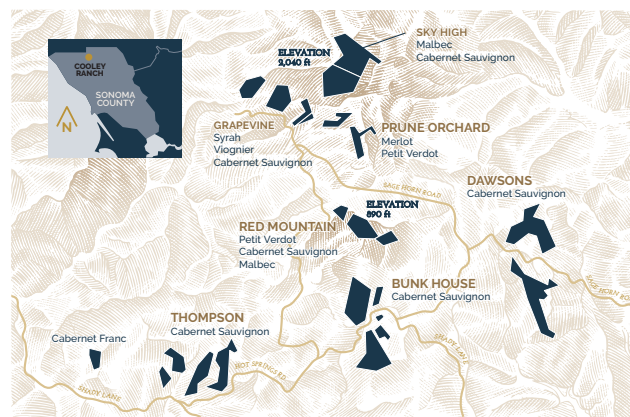 SKY HIGH
Malbec
Cabernet Sauvignon
ELEVATION
2,040 ft
COOLEY
RANCH
SONOMA
COUNTY
N
GRAPEVINE
Syrah
Viognier
Cabernet Sauvignon
PRUNE ORCHARD
Merlot
Petit Verdot
SAGE HORN ROAD
DAWSONS
Cabernet Sauvignon
ELEVATION
890 ft
RED MOUNTAIN
Petit Verdot
Cabernet Sauvignon
Malbec
SAGE HORN RO
BUNK HOUSE
Cabernet Sauvignon
THOMPSON
Cabernet Sauvignon
Cabernet Franc
SHADY LANE
HOT SPRINGS RD
SHADY LANE